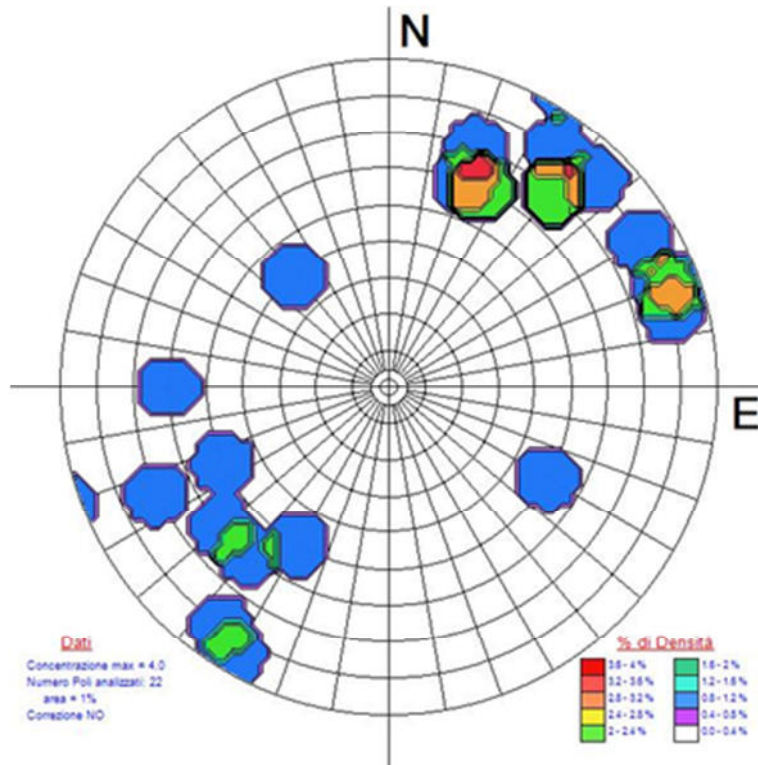 N
E
Dati
Concentrazione max = 4.0
Numero Poli analizzati: 22
area = 1%
Correzione NO
% di Densità
3.6 - 4 %
3.2 - 3.6 %
2.8 - 3.2 %
2.4 - 2.8 %
2 - 2.4 %
1.6 - 2 %
1.2 - 1.6 %
0.8 - 1.2 %
0.4 - 0.8 %
0.0 - 0.4 %